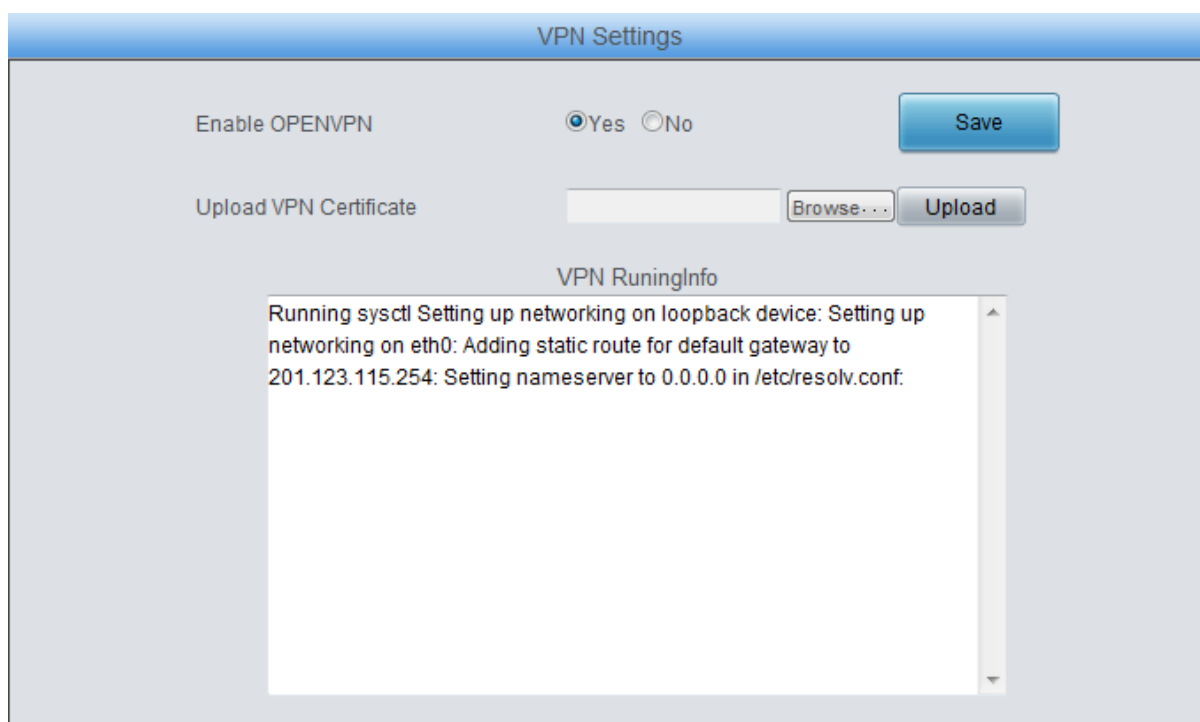 VPN Settings
Enable OPENVPN Yes No Save
Upload VPN Certificate Browse... Upload
VPN RuningInfo
Running sysctl Setting up networking on loopback device: Setting up
networking on eth0: Adding static route for default gateway to
201.123.115.254: Setting nameserver to 0.0.0.0 in /etc/resolv.conf: